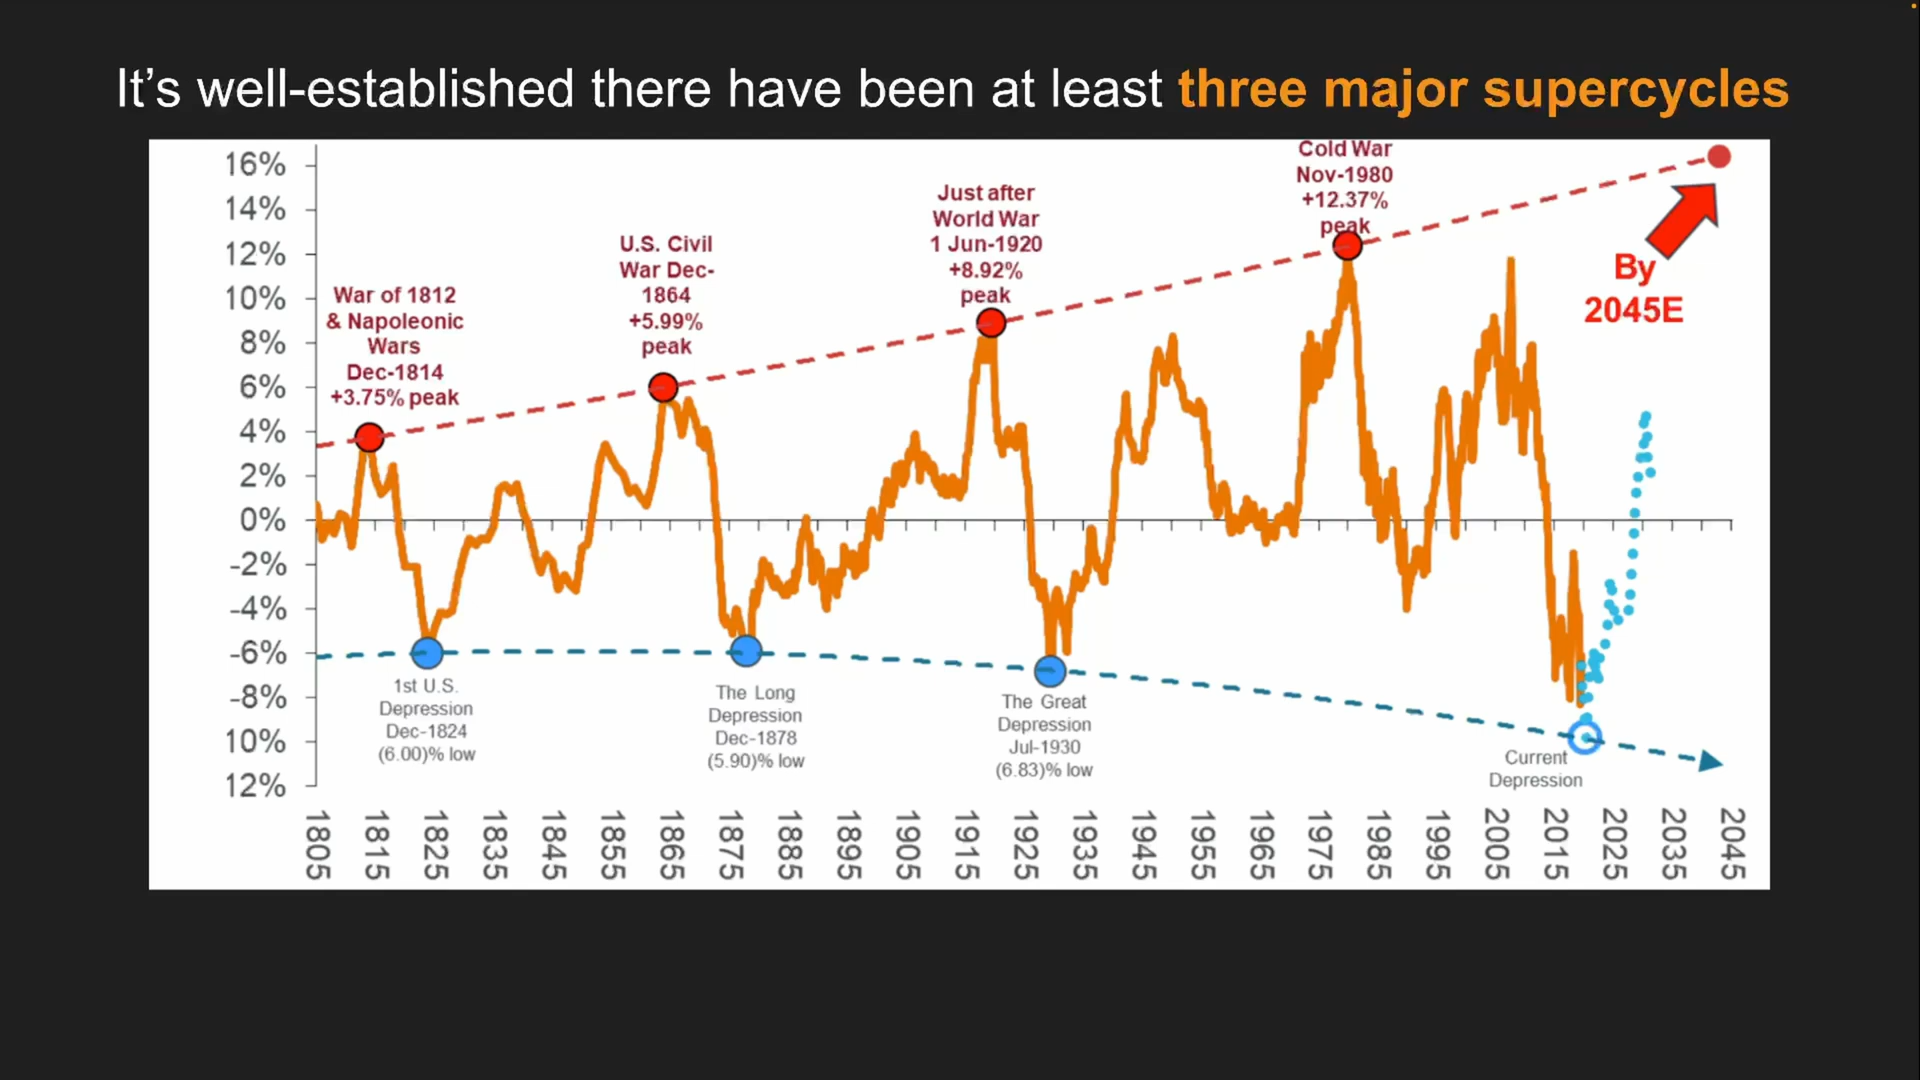 It's well-established there have been at least three major supercycles
16%
14%
12%
10%
8%
6%
4%
2%
0%
-2%
-4%
-6%
-8%
10%
12%
War of 1812
& Napoleonic
Wars
Dec-1814
+3.75% peak
U.S. Civil
War Dec-
1864
+5.99%
peak
Just after
World War
1 Jun-1920
+8.92%
peak
Cold War
Nov-1980
+12.37%
peak
By
2045E
1st U.S.
Depression
Dec-1824
(6.00)% low
The Long
Depression
Dec-1878
(5.90)% low
The Great
Depression
Jul-1930
(6.83)% low
Current
Depression
1805
1815
1825
1835
1845
1855
1865
1875
1885
1895
1905
1915
1925
1935
1945
1955
1965
1975
1985
1995
2005
2015
2025
2035
2045